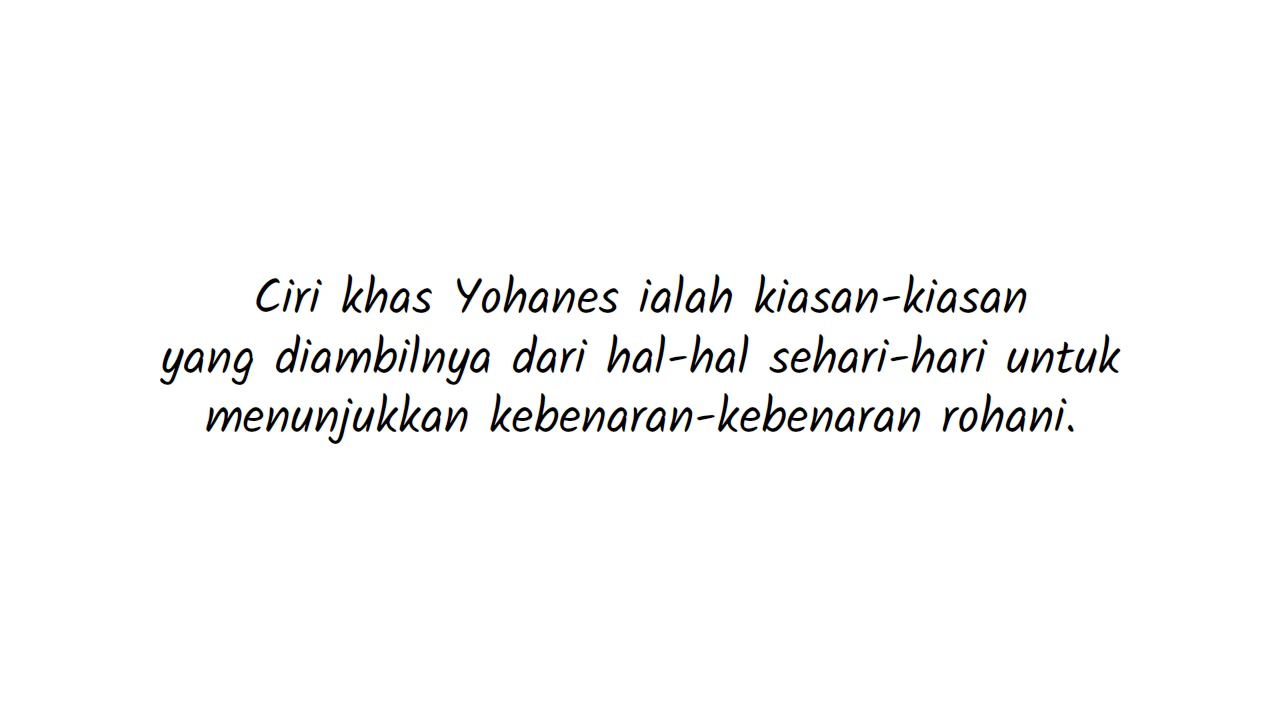 Ciri khas Yohanes ialah kiasan-kiasan
yang diambilnya dari hal-hal sehari-hari untuk
menunjukkan kebenaran-kebenaran rohani.